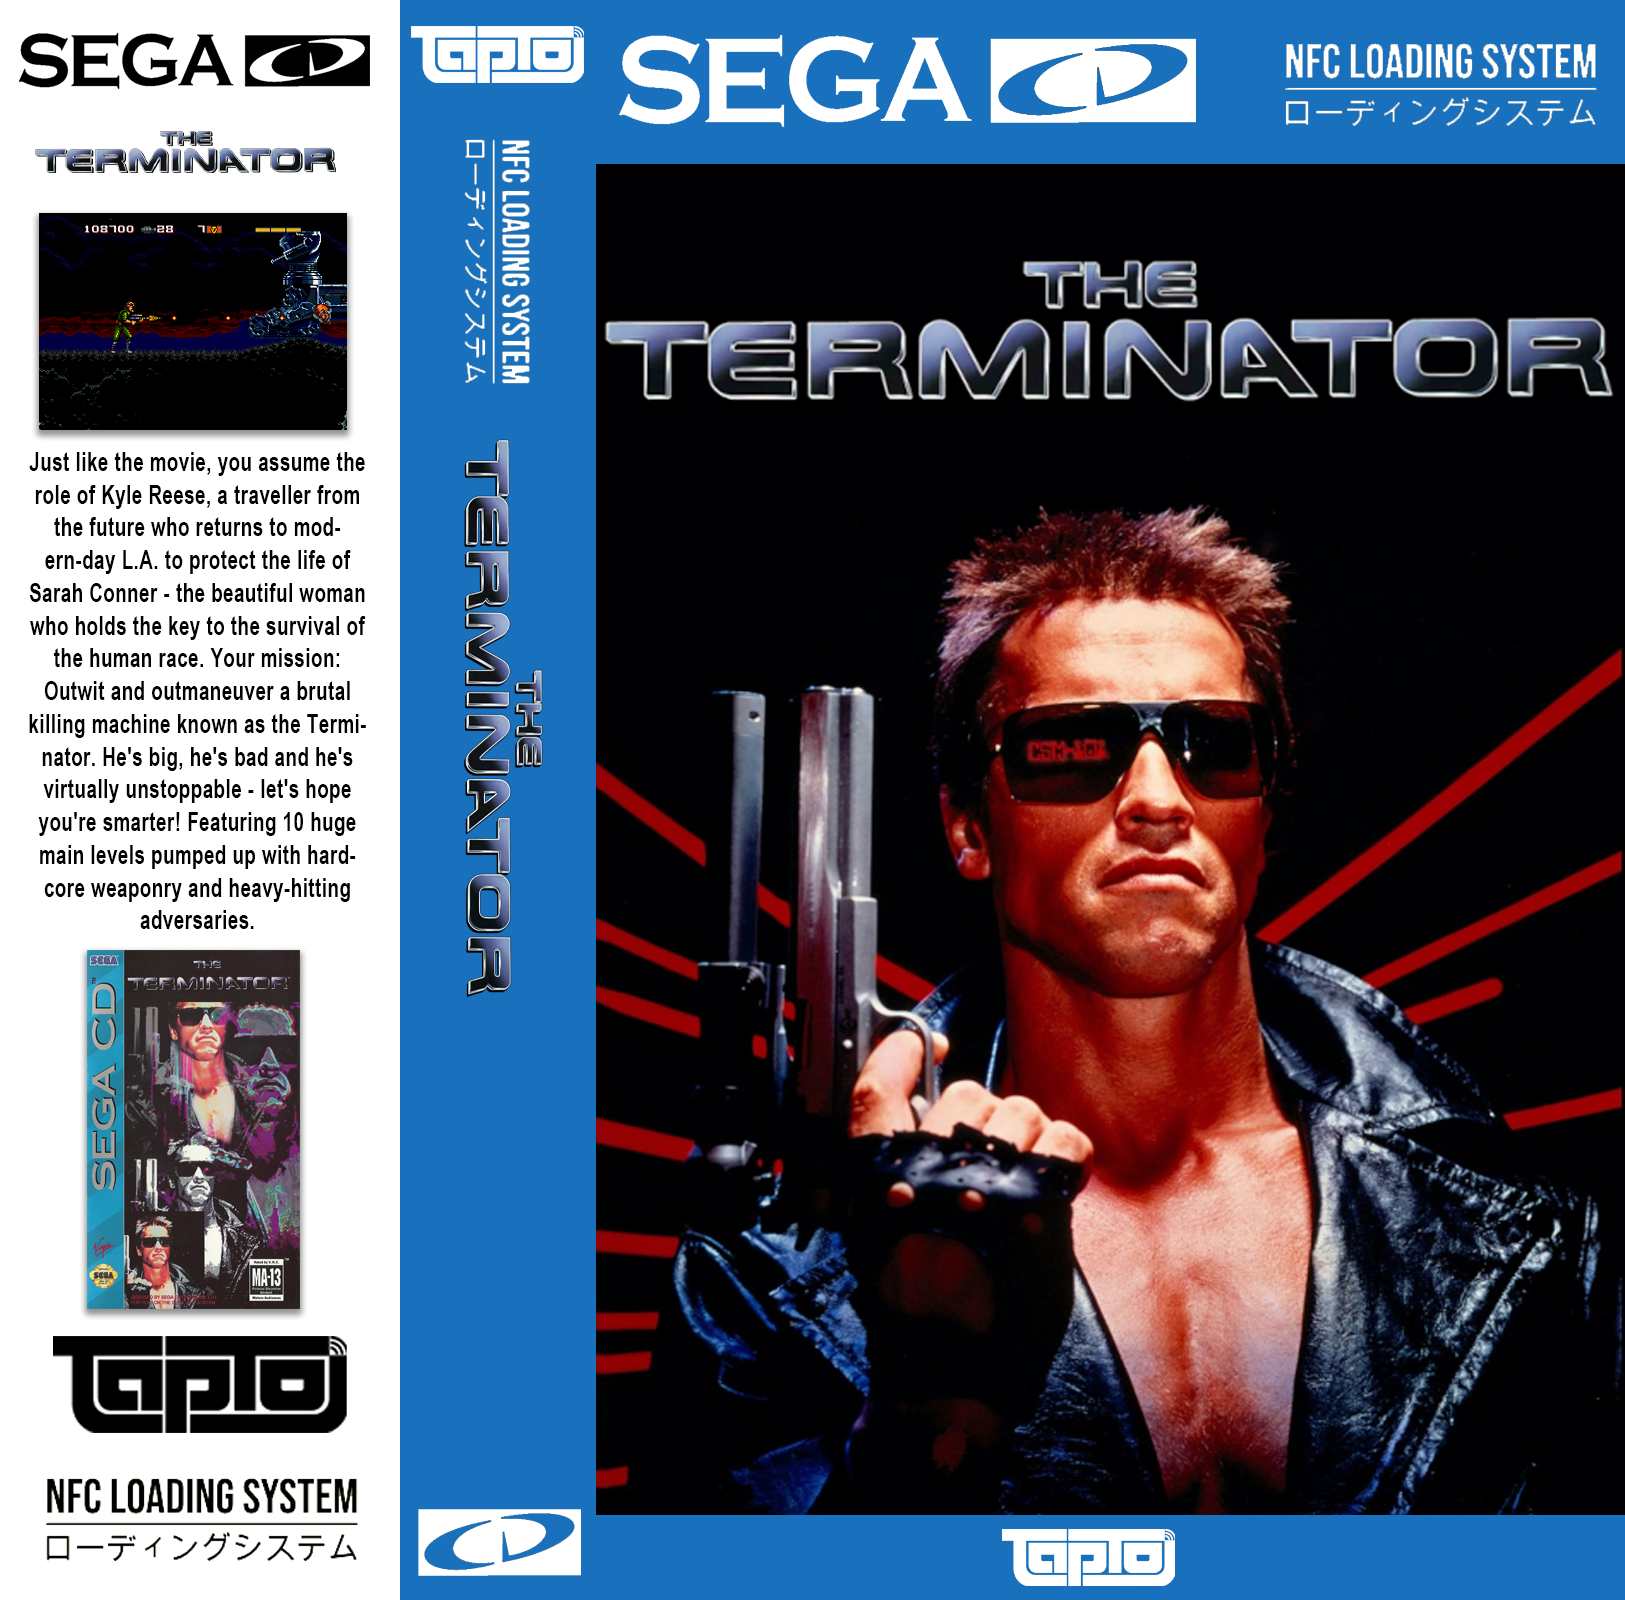 SEGA CD
THE
TERMINATOR
108700 28 7
Just like the movie, you assume the
role of Kyle Reese, a traveller from
the future who returns to mod-
ern-day L.A. to protect the life of
Sarah Conner - the beautiful woman
who holds the key to the survival of
the human race. Your mission:
Outwit and outmaneuver a brutal
killing machine known as the Termi-
nator. He's big, he's bad and he's
virtually unstoppable - let's hope
you're smarter! Featuring 10 huge
main levels pumped up with hard-
core weaponry and heavy-hitting
adversaries.
SEGA
SEGA CD
THE
TERMINATOR
Virgin
SEGA
MA-13
TapTo
NFC LOADING SYSTEM
ローディングシステム
TapTo
NFC LOADING SYSTEM
ローディングシステム
THE
TERMINATOR
CD
SEGA CD
NFC LOADING SYSTEM
ローディングシステム
THE
TERMINATOR
TapTo